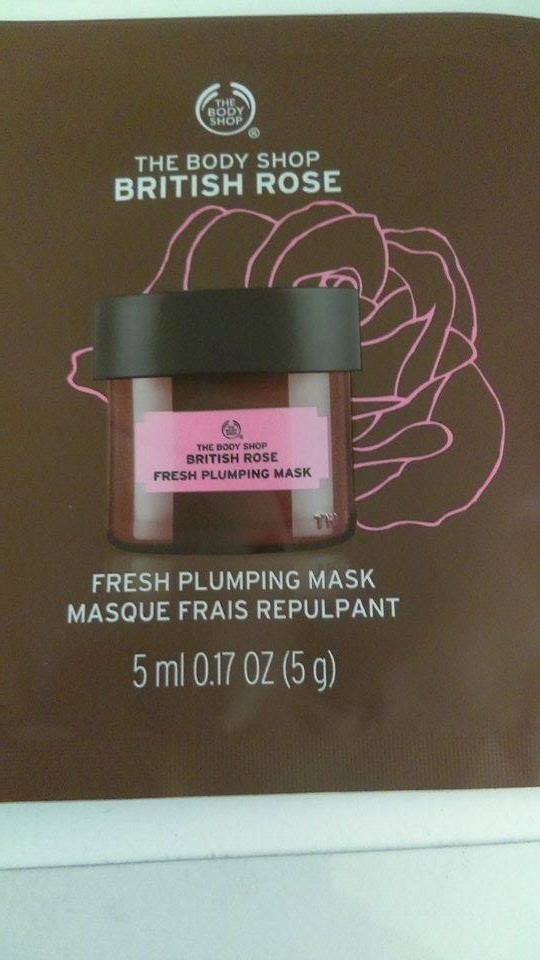 THE
BODY
SHOP
®
THE BODY SHOP
BRITISH ROSE
THE BODY SHOP
BRITISH ROSE
FRESH PLUMPING MASK
FRESH PLUMPING MASK
MASQUE FRAIS REPULPANT
5 ml 0.17 OZ (5 g)